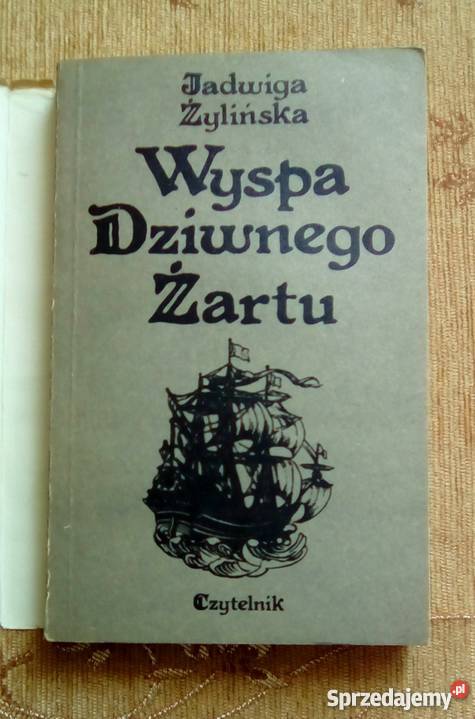 Jadwiga
Żylińska
Wyspa
Dziwnego
Żartu
Czytelnik
Sprzedajemy.pl